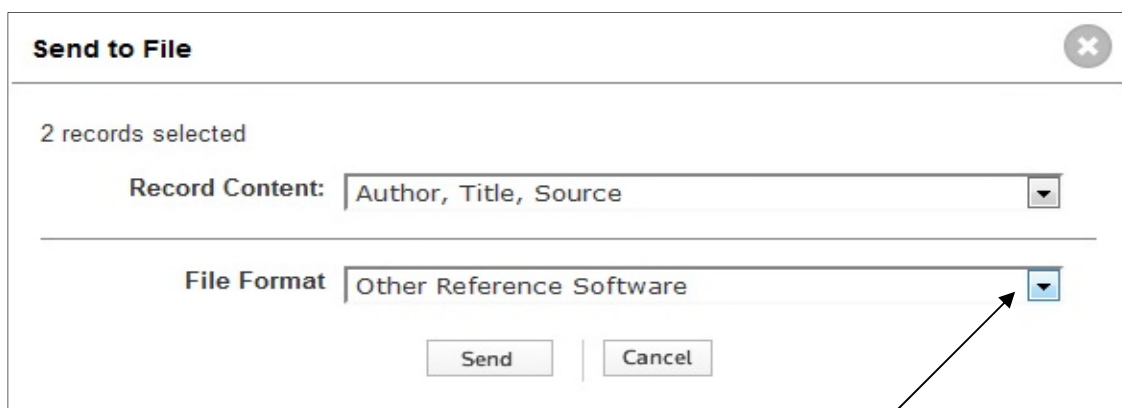 Send to File
2 records selected
Record Content: Author, Title, Source
File Format Other Reference Software
Send Cancel